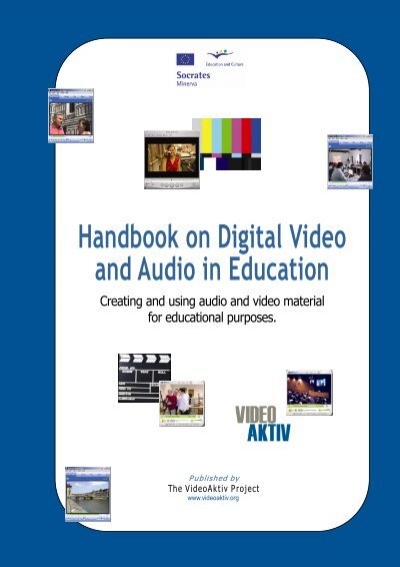 Education and Culture
Socrates
Minerva
Handbook on Digital Video
and Audio in Education
Creating and using audio and video material
for educational purposes.
VIDEO
AKTIV
Published by
The VideoAktiv Project
www.videoaktiv.org